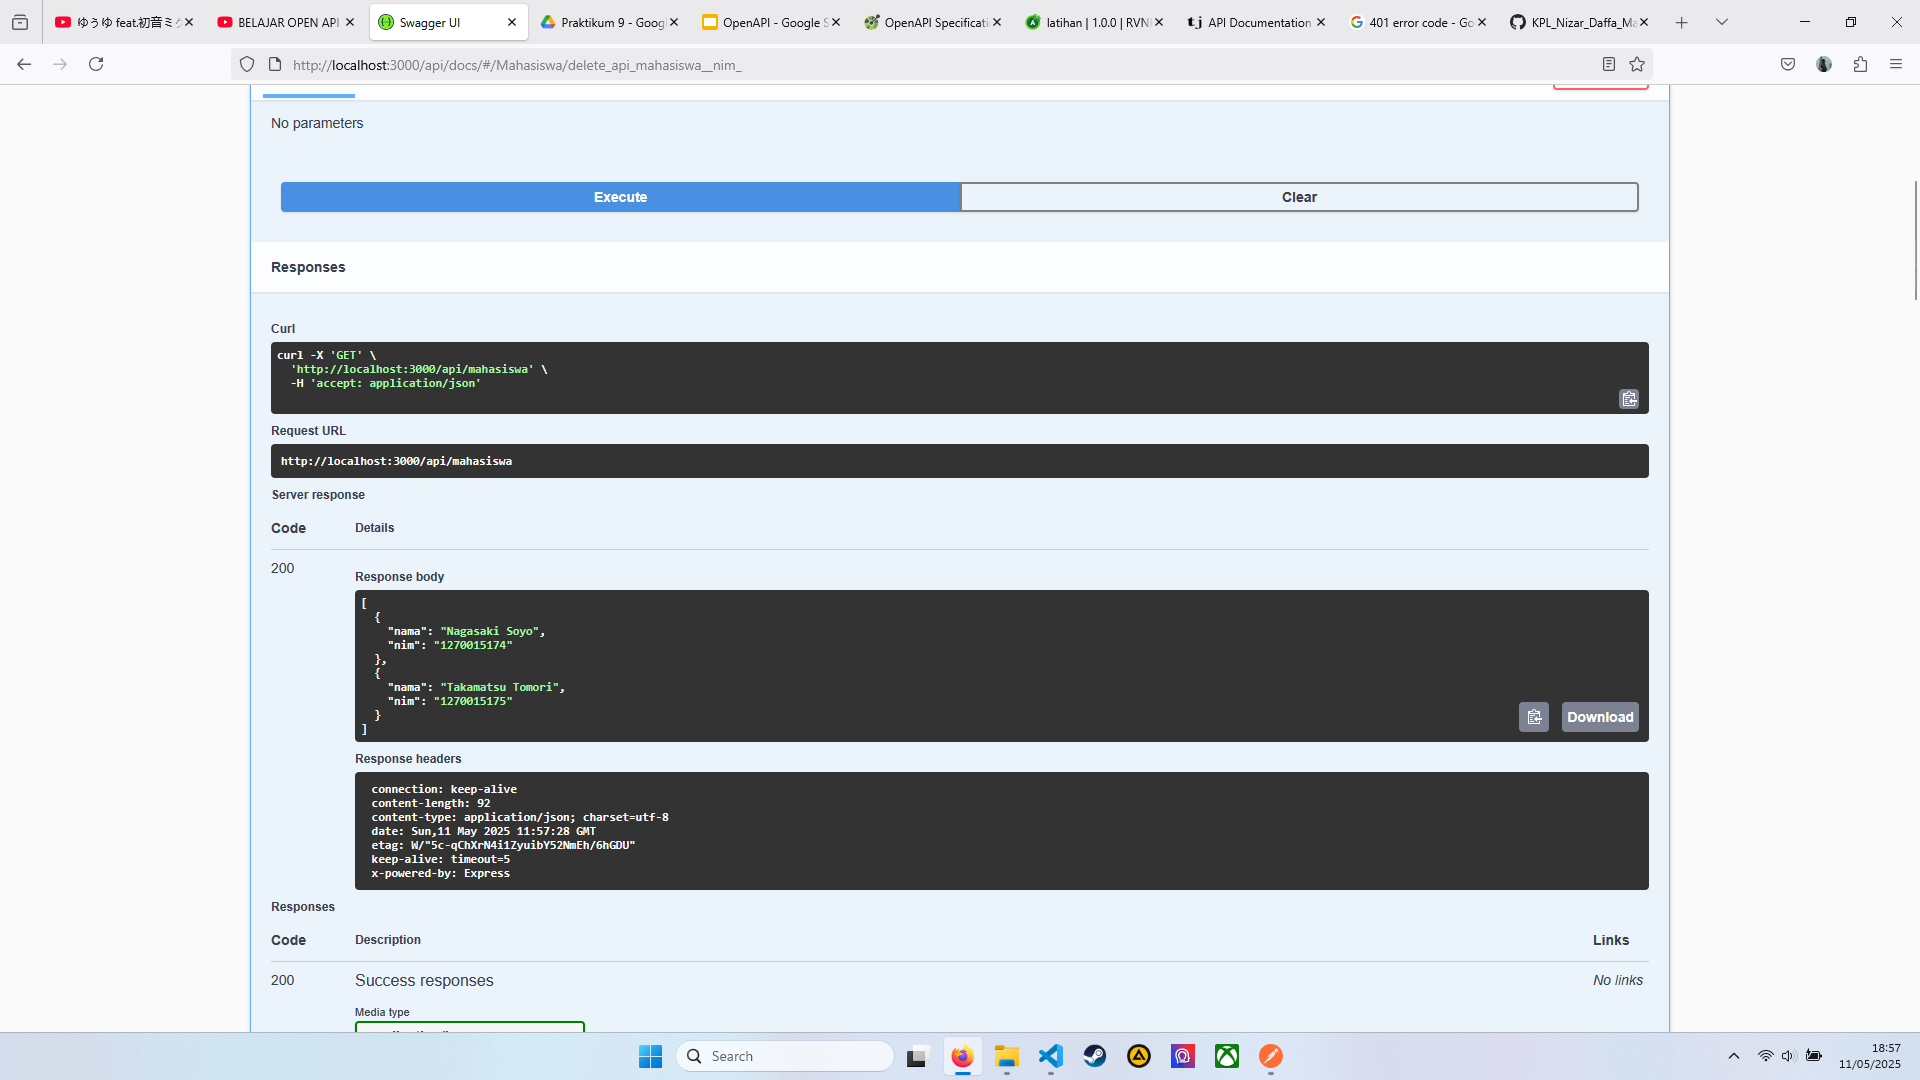 ゆうゆ feat.初音ミク
BELAJAR OPEN API
Swagger UI
Praktikum 9 - Goog
OpenAPI - Google S
OpenAPI Specificati
latihan | 1.0.0 | RVN
tj API Documentation
401 error code - Go
KPL_Nizar_Daffa_Ma
http://localhost:3000/api/docs/#/Mahasiswa/delete_api_mahasiswa__nim_
No parameters
Execute
Clear
Responses
Curl
curl -X 'GET' \
'http://localhost:3000/api/mahasiswa' \
-H 'accept: application/json'
Request URL
http://localhost:3000/api/mahasiswa
Server response
Code Details
200
Response body
[
{
"nama": "Nagasaki Soyo",
"nim": "1270015174"
},
{
"nama": "Takamatsu Tomori",
"nim": "1270015175"
}
]
Download
Response headers
connection: keep-alive
content-length: 92
content-type: application/json; charset=utf-8
date: Sun,11 May 2025 11:57:28 GMT
etag: W/"5c-qChXrN4i1ZyuibY52NmEh/6hGDU"
keep-alive: timeout=5
x-powered-by: Express
Responses
Code Description Links
200 Success responses No links
Media type
Search
18:57
11/05/2025